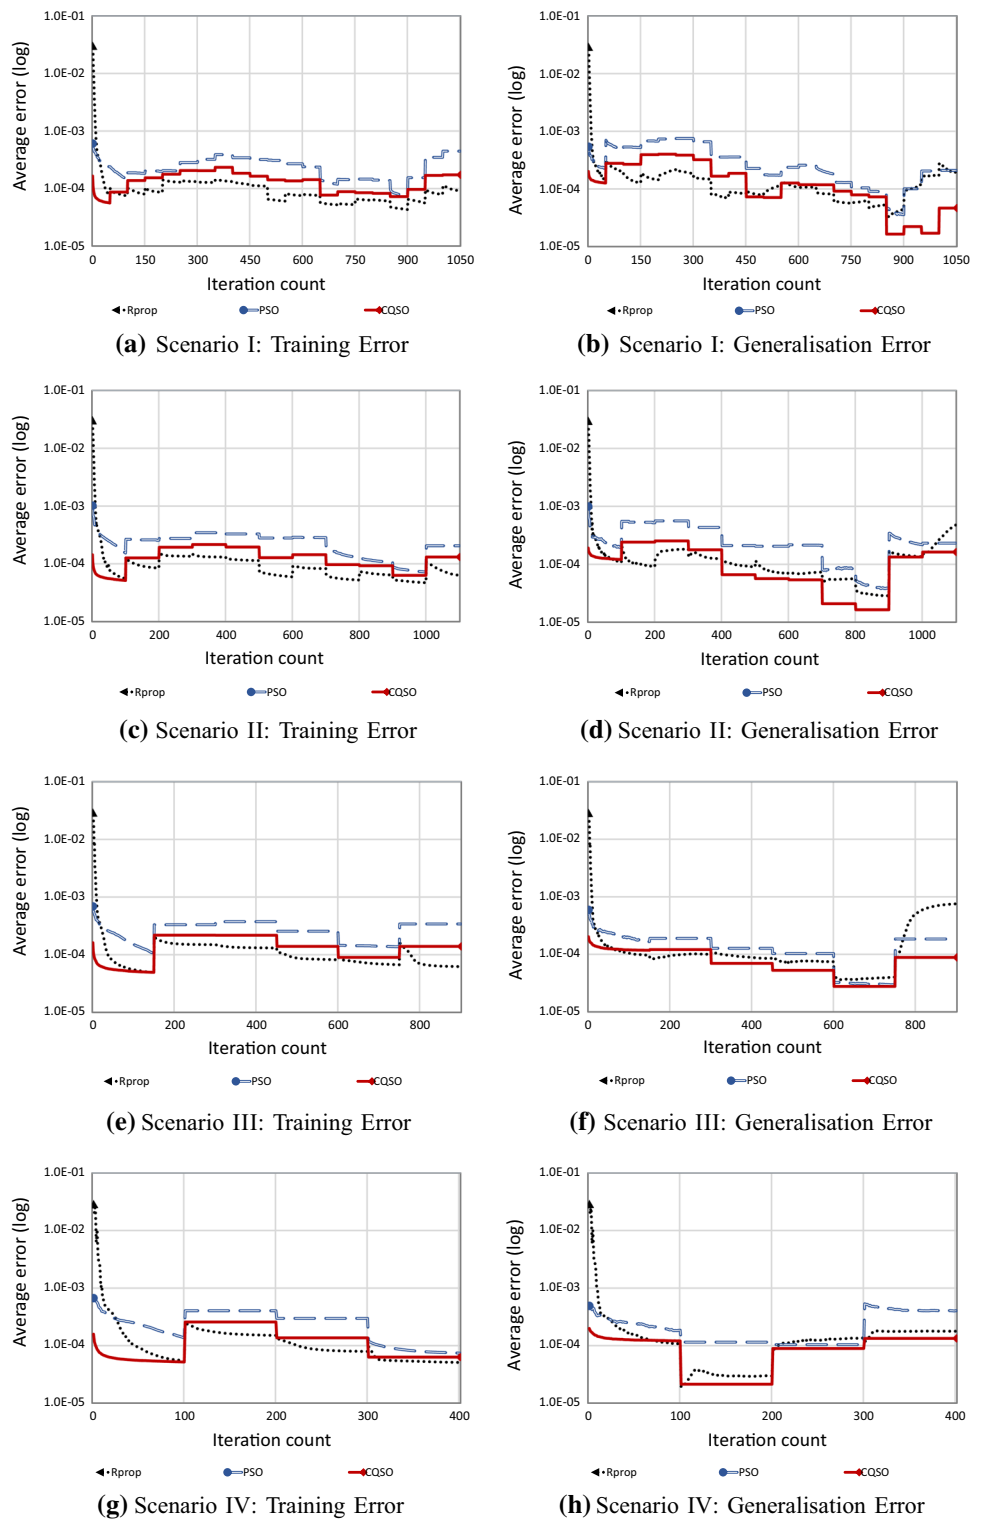 1.0E-01
1.0E-02
1.0E-03
1.0E-04
1.0E-05
Average error (log)
0 150 300 450 600 750 900 1050
Iteration count
Rprop PSO CQSO
(a) Scenario I: Training Error
1.0E-01
1.0E-02
1.0E-03
1.0E-04
1.0E-05
Average error (log)
0 150 300 450 600 750 900 1050
Iteration count
Rprop PSO CQSO
(b) Scenario I: Generalisation Error
1.0E-01
1.0E-02
1.0E-03
1.0E-04
1.0E-05
Average error (log)
0 200 400 600 800 1000
Iteration count
Rprop PSO CQSO
(c) Scenario II: Training Error
1.0E-01
1.0E-02
1.0E-03
1.0E-04
1.0E-05
Average error (log)
0 200 400 600 800 1000
Iteration count
Rprop PSO CQSO
(d) Scenario II: Generalisation Error
1.0E-01
1.0E-02
1.0E-03
1.0E-04
1.0E-05
Average error (log)
0 200 400 600 800
Iteration count
Rprop PSO CQSO
(e) Scenario III: Training Error
1.0E-01
1.0E-02
1.0E-03
1.0E-04
1.0E-05
Average error (log)
0 200 400 600 800
Iteration count
Rprop PSO CQSO
(f) Scenario III: Generalisation Error
1.0E-01
1.0E-02
1.0E-03
1.0E-04
1.0E-05
Average error (log)
0 100 200 300 400
Iteration count
Rprop PSO CQSO
(g) Scenario IV: Training Error
1.0E-01
1.0E-02
1.0E-03
1.0E-04
1.0E-05
Average error (log)
0 100 200 300 400
Iteration count
Rprop PSO CQSO
(h) Scenario IV: Generalisation Error